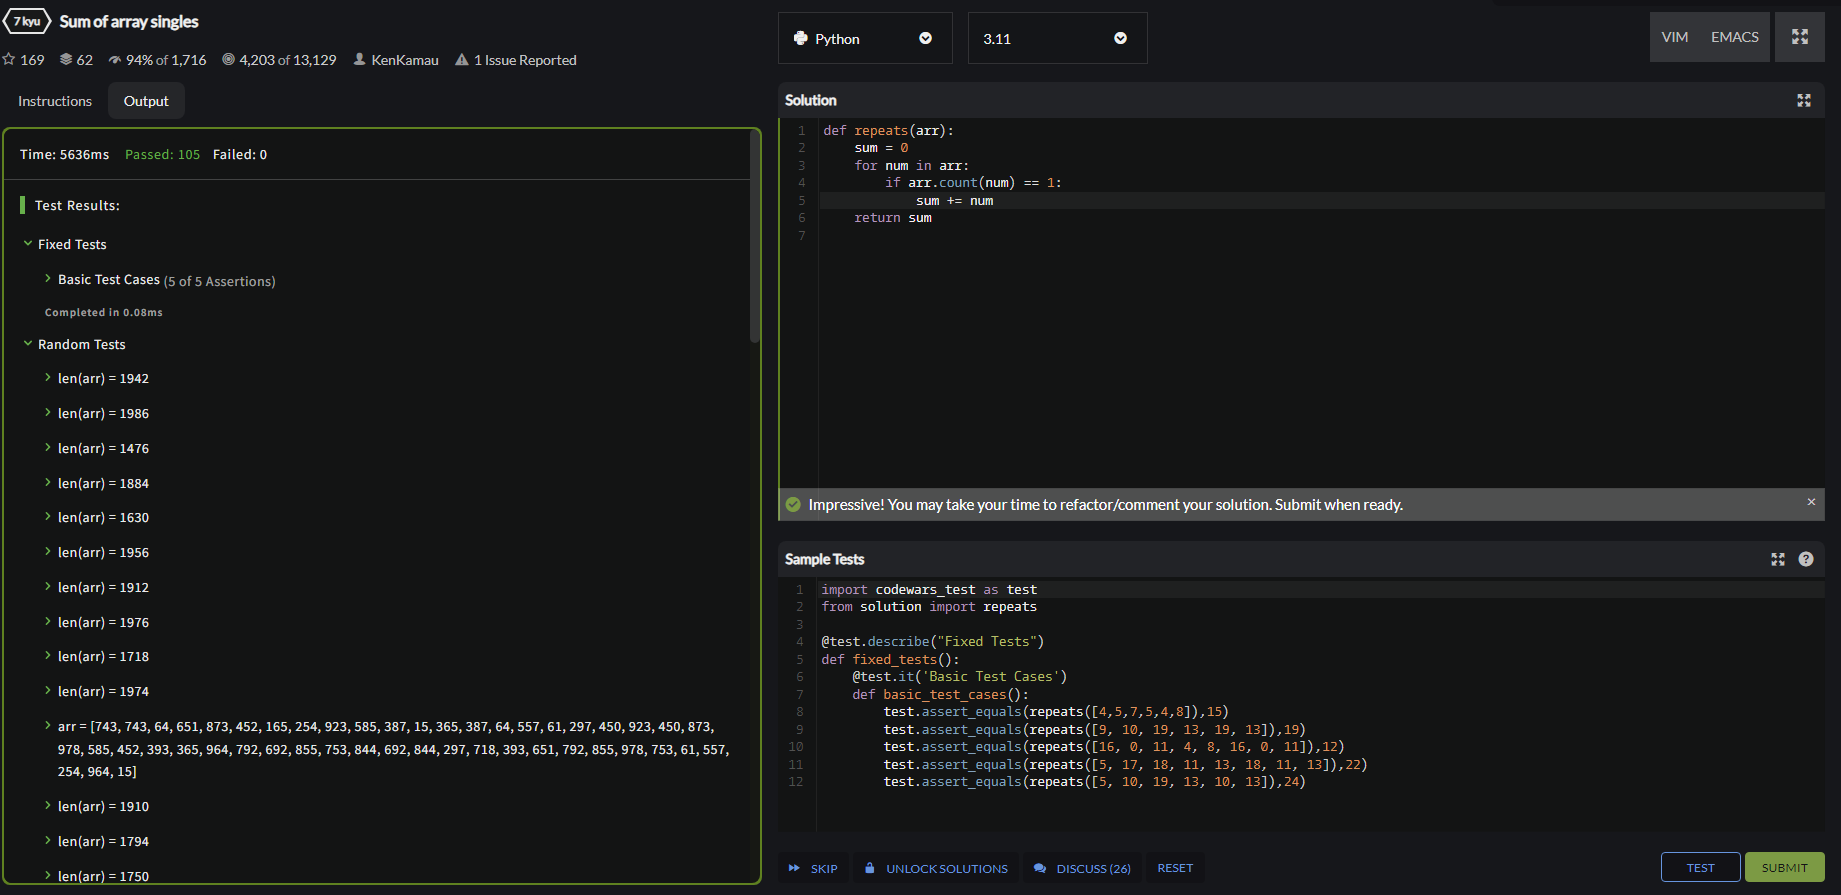 7 kyu Sum of array singles
169 62 94% of 1,716 4,203 of 13,129 KenKamau 1 Issue Reported
Instructions Output
Time: 5636ms Passed: 105 Failed: 0
Test Results:
Fixed Tests
Basic Test Cases (5 of 5 Assertions)
Completed in 0.08ms
Random Tests
len(arr) = 1942
len(arr) = 1986
len(arr) = 1476
len(arr) = 1884
len(arr) = 1630
len(arr) = 1956
len(arr) = 1912
len(arr) = 1976
len(arr) = 1718
len(arr) = 1974
arr = [743, 743, 64, 651, 873, 452, 165, 254, 923, 585, 387, 15, 365, 387, 64, 557, 61, 297, 450, 923, 450, 873,
978, 585, 452, 393, 365, 964, 792, 692, 855, 753, 844, 692, 844, 297, 718, 393, 651, 792, 855, 978, 753, 61, 557,
254, 964, 15]
len(arr) = 1910
len(arr) = 1794
len(arr) = 1750
Python 3.11 VIM EMACS
Solution
1 def repeats(arr):
2 sum = 0
3 for num in arr:
4 if arr.count(num) == 1:
5 sum += num
6 return sum
7
Impressive! You may take your time to refactor/comment your solution. Submit when ready. ×
Sample Tests ?
1 import codewars_test as test
2 from solution import repeats
3
4 @test.describe("Fixed Tests")
5 def fixed_tests():
6 @test.it('Basic Test Cases')
7 def basic_test_cases():
8 test.assert_equals(repeats([4,5,7,5,4,8]),15)
9 test.assert_equals(repeats([9, 10, 19, 13, 19, 13]),19)
10 test.assert_equals(repeats([16, 0, 11, 4, 8, 16, 0, 11]),12)
11 test.assert_equals(repeats([5, 17, 18, 11, 13, 18, 11, 13]),22)
12 test.assert_equals(repeats([5, 10, 19, 13, 10, 13]),24)
SKIP UNLOCK SOLUTIONS DISCUSS (26) RESET TEST SUBMIT